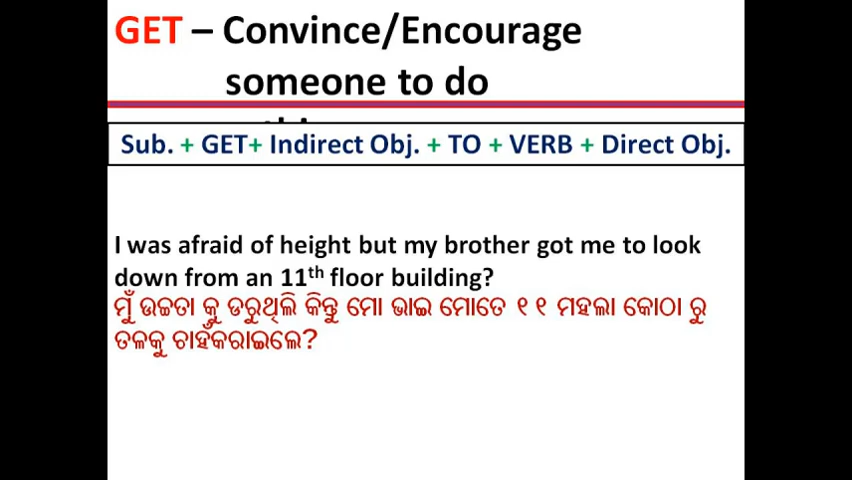 GET – Convince/Encourage
someone to do
Sub. + GET+ Indirect Obj. + TO + VERB + Direct Obj.
I was afraid of height but my brother got me to look
down from an 11th floor building?
ମୁଁ ଉଚ୍ଚତା କୁ ଡରୁଥିଲି କିନ୍ତୁ ମୋ ଭାଇ ମୋତେ ୧୧ ମହଲା କୋଠା ରୁ
ତଳକୁ ଚାହଁକରାଇଲେ?